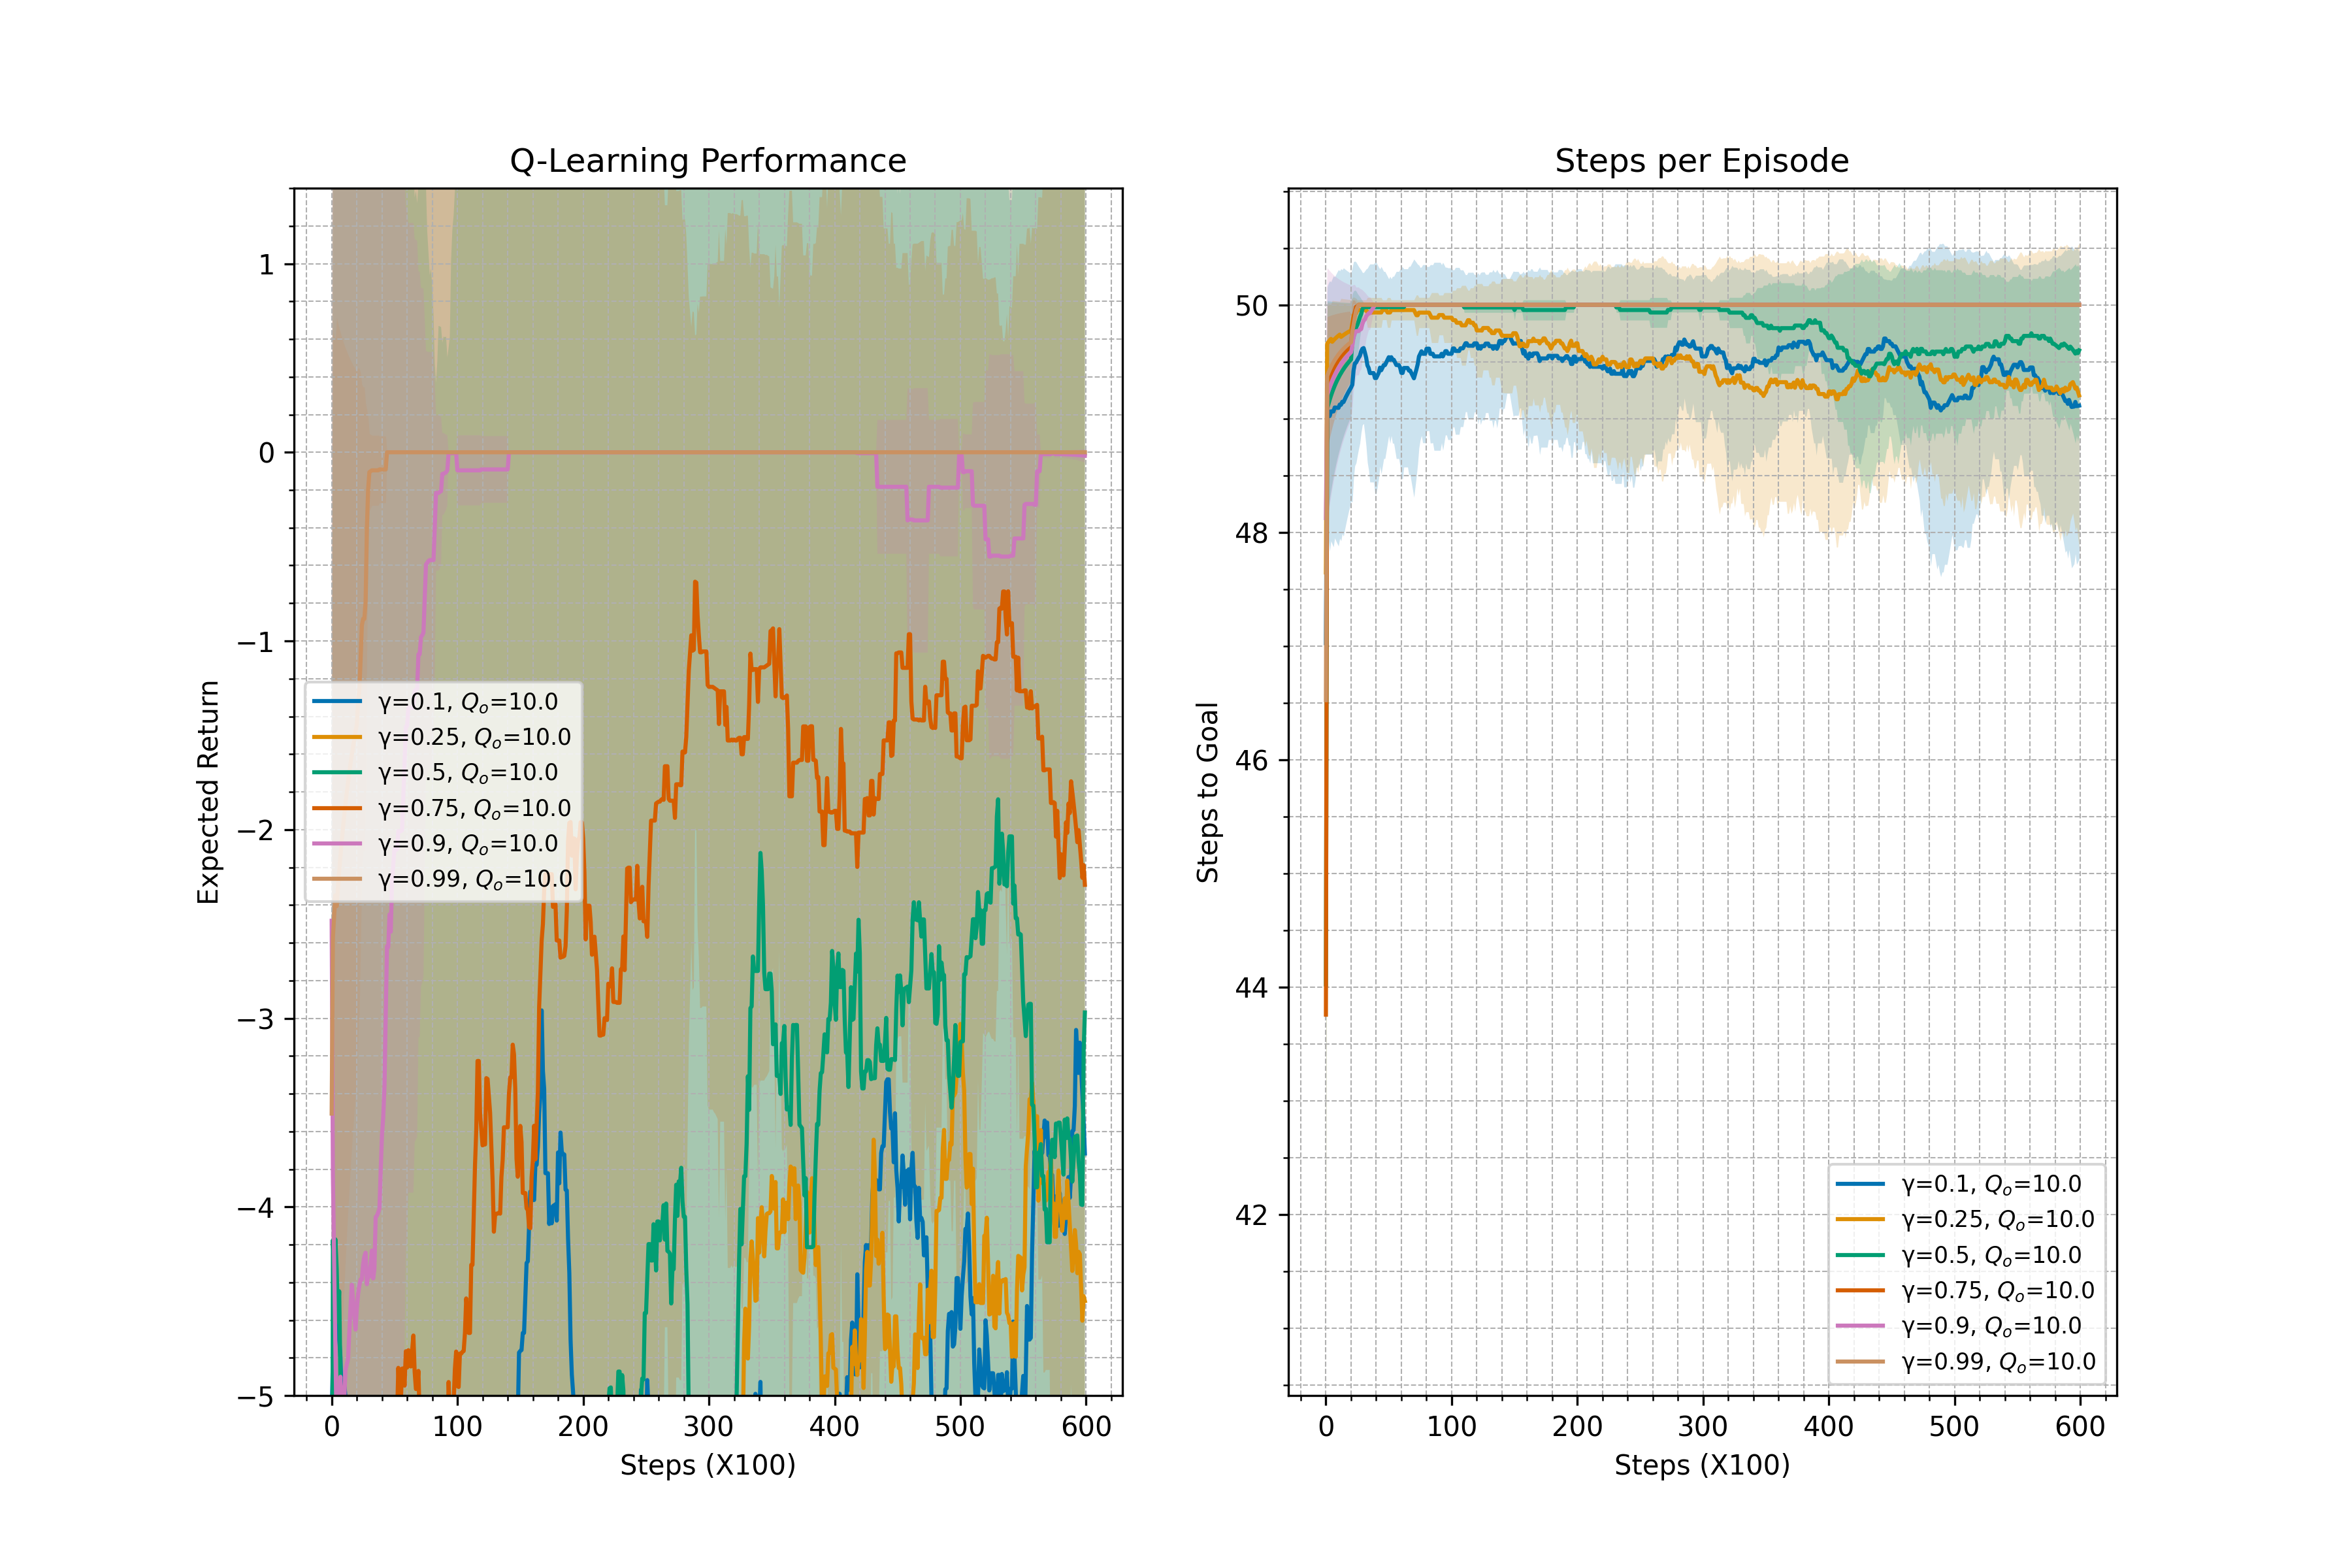 Q-Learning Performance
1
0
−1
−2
−3
−4
−5
Expected Return
γ=0.1, Qₒ=10.0
γ=0.25, Qₒ=10.0
γ=0.5, Qₒ=10.0
γ=0.75, Qₒ=10.0
γ=0.9, Qₒ=10.0
γ=0.99, Qₒ=10.0
0 100 200 300 400 500 600
Steps (X100)
Steps per Episode
50
48
46
44
42
Steps to Goal
γ=0.1, Qₒ=10.0
γ=0.25, Qₒ=10.0
γ=0.5, Qₒ=10.0
γ=0.75, Qₒ=10.0
γ=0.9, Qₒ=10.0
γ=0.99, Qₒ=10.0
0 100 200 300 400 500 600
Steps (X100)